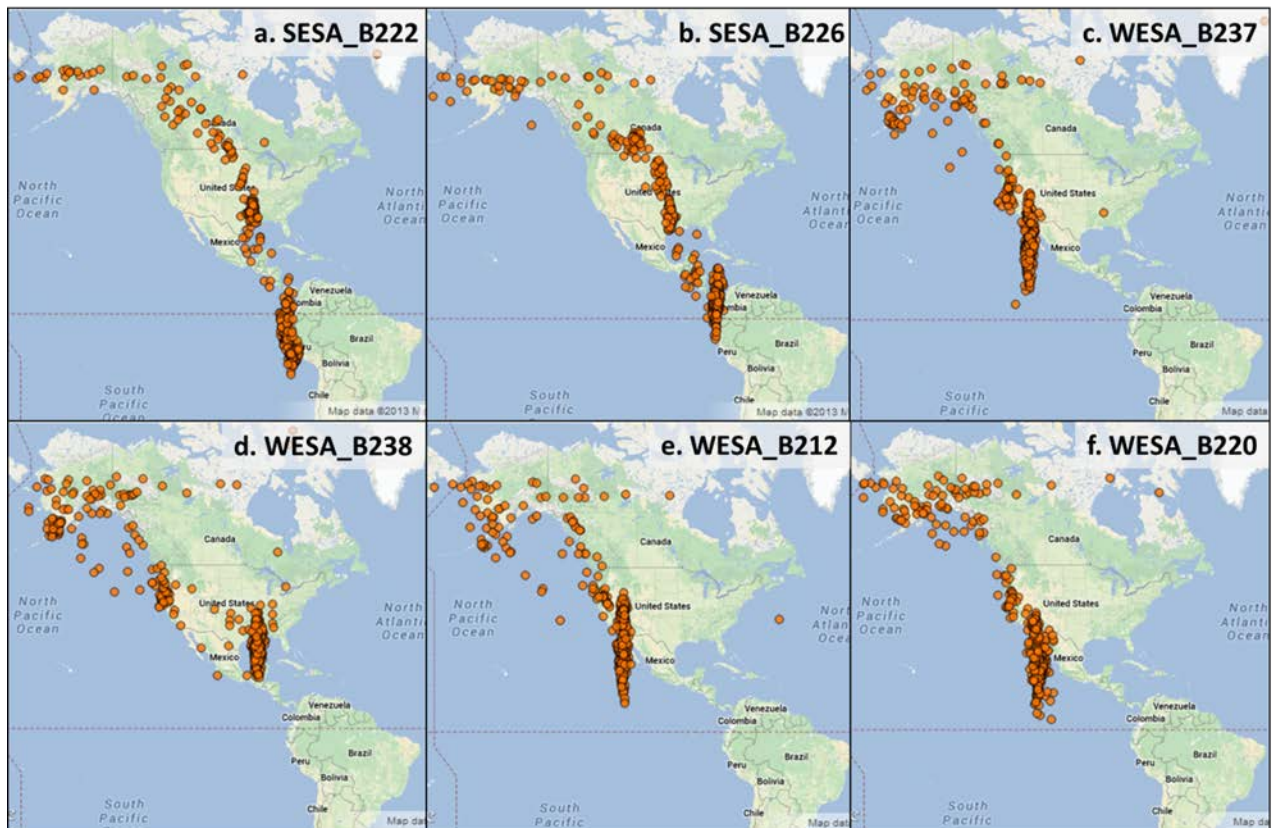 a. SESA_B222
Canada
North
Pacific
Ocean
United States
North
Atlantic
Ocean
Mexico
Venezuela
Brazil
Bolivia
South
Pacific
Ocean
Chile
Map data ©2013 M
b. SESA_B226
Canada
North
Pacific
Ocean
United States
North
Atlantic
Ocean
Mexico
Venezuela
Brazil
Peru
Bolivia
South
Pacific
Ocean
Chile
Map data ©2013 M
c. WESA_B237
Canada
North
Pacific
Ocean
United States
North
Atlantic
Ocean
Mexico
Venezuela
Colombia
Brazil
Peru
Bolivia
South
Pacific
Chile
Map data
d. WESA_B238
Canada
North
Pacific
Ocean
United States
North
Atlantic
Ocean
Mexico
Venezuela
Colombia
Brazil
Peru
Bolivia
South
Pacific
Chile
Map data
e. WESA_B212
Canada
North
Pacific
Ocean
United States
North
Atlantic
Ocean
Mexico
Venezuela
Colombia
Brazil
Peru
Bolivia
South
Pacific
Chile
Map data
f. WESA_B220
Canada
North
Pacific
Ocean
United States
North
Atlantic
Ocean
Mexico
Venezuela
Colombia
Brazil
Peru
Bolivia
South
Pacific
Chile
Map data